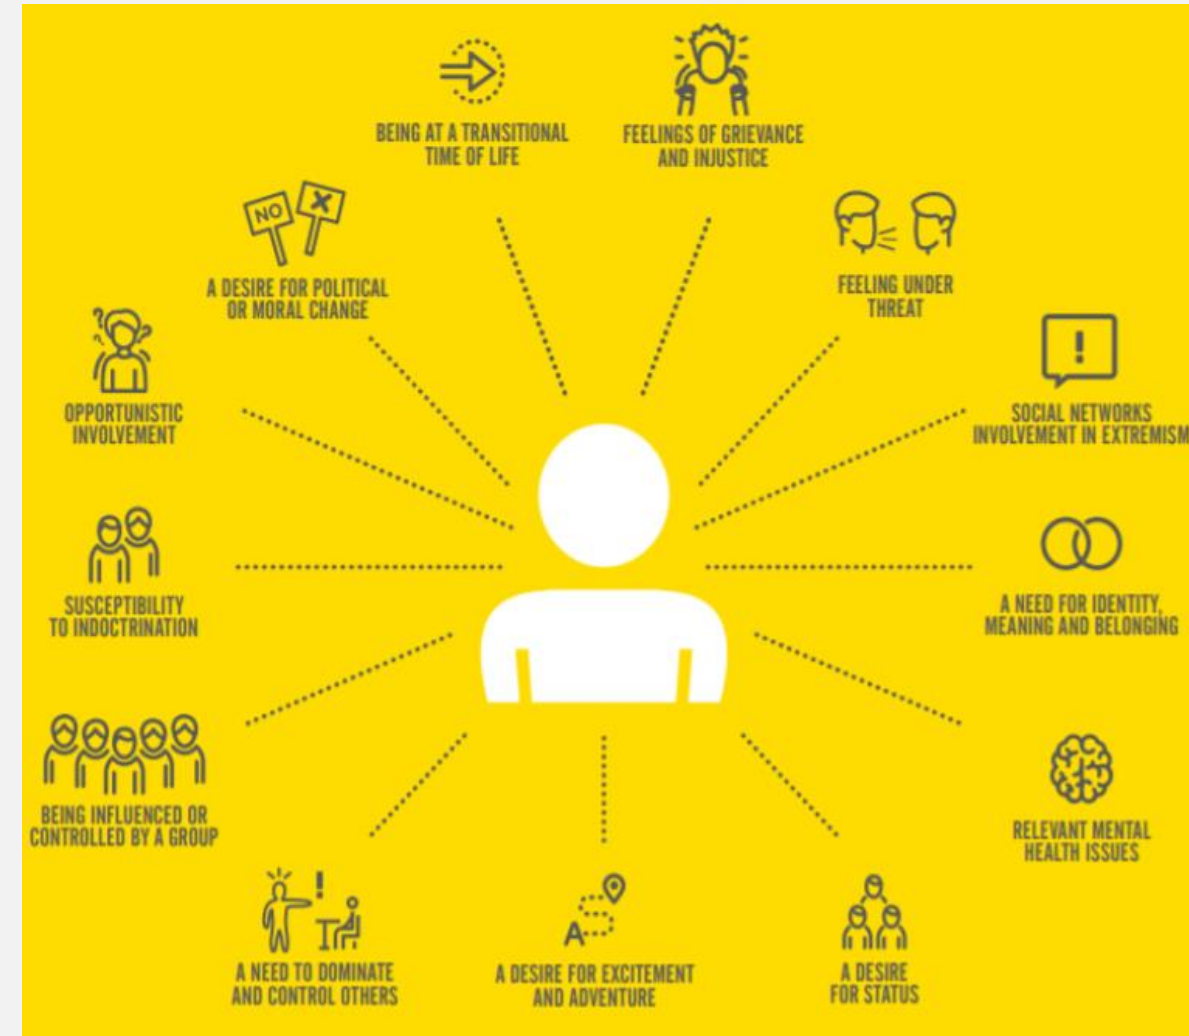 BEING AT A TRANSITIONAL
TIME OF LIFE
FEELINGS OF GRIEVANCE
AND INJUSTICE
NO
A DESIRE FOR POLITICAL
OR MORAL CHANGE
FEELING UNDER
THREAT
OPPORTUNISTIC
INVOLVEMENT
SOCIAL NETWORKS
INVOLVEMENT IN EXTREMISM
SUSCEPTIBILITY
TO INDOCTRINATION
A NEED FOR IDENTITY,
MEANING AND BELONGING
BEING INFLUENCED OR
CONTROLLED BY A GROUP
RELEVANT MENTAL
HEALTH ISSUES
A NEED TO DOMINATE
AND CONTROL OTHERS
A
A DESIRE FOR EXCITEMENT
AND ADVENTURE
A DESIRE
FOR STATUS